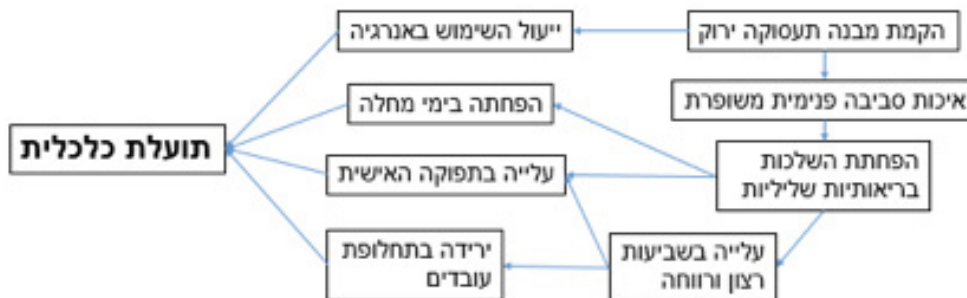 הקמת מבנה תעסוקה ירוק
ייעול השימוש באנרגיה
איכות סביבה פנימית משופרת
הפחתה בימי מחלה
תועלת כלכלית
הפחתת השלכות
בריאותיות שליליות
עלייה בתפוקה האישית
עלייה בשביעות
רצון ורווחה
ירידה בתחלופת
עובדים